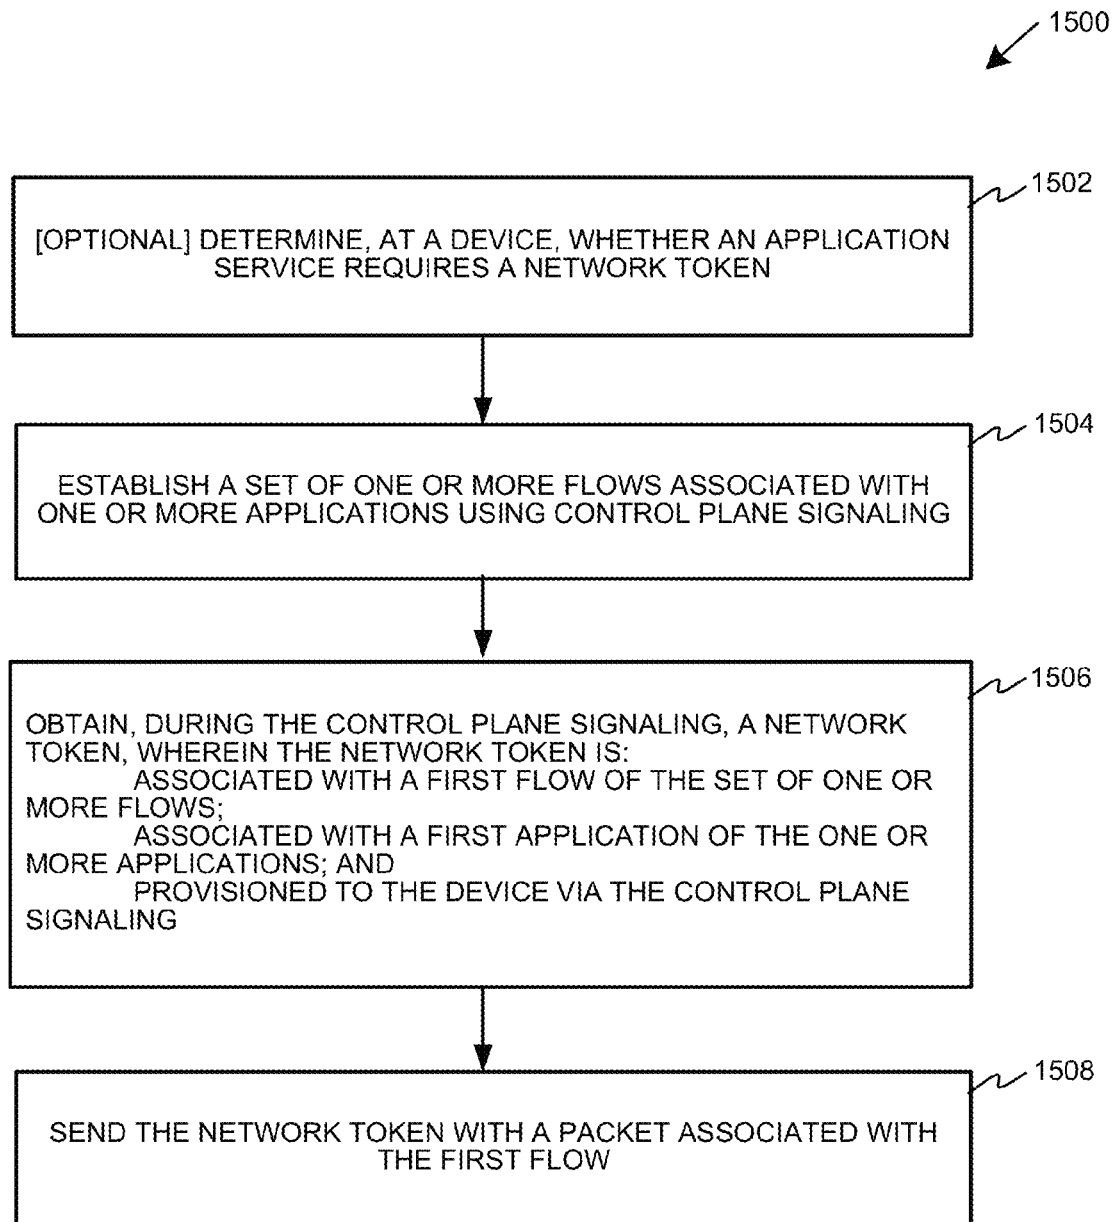 1500
1502
[OPTIONAL] DETERMINE, AT A DEVICE, WHETHER AN APPLICATION
SERVICE REQUIRES A NETWORK TOKEN
1504
ESTABLISH A SET OF ONE OR MORE FLOWS ASSOCIATED WITH
ONE OR MORE APPLICATIONS USING CONTROL PLANE SIGNALING
1506
OBTAIN, DURING THE CONTROL PLANE SIGNALING, A NETWORK
TOKEN, WHEREIN THE NETWORK TOKEN IS:
ASSOCIATED WITH A FIRST FLOW OF THE SET OF ONE OR
MORE FLOWS;
ASSOCIATED WITH A FIRST APPLICATION OF THE ONE OR
MORE APPLICATIONS; AND
PROVISIONED TO THE DEVICE VIA THE CONTROL PLANE
SIGNALING
1508
SEND THE NETWORK TOKEN WITH A PACKET ASSOCIATED WITH
THE FIRST FLOW